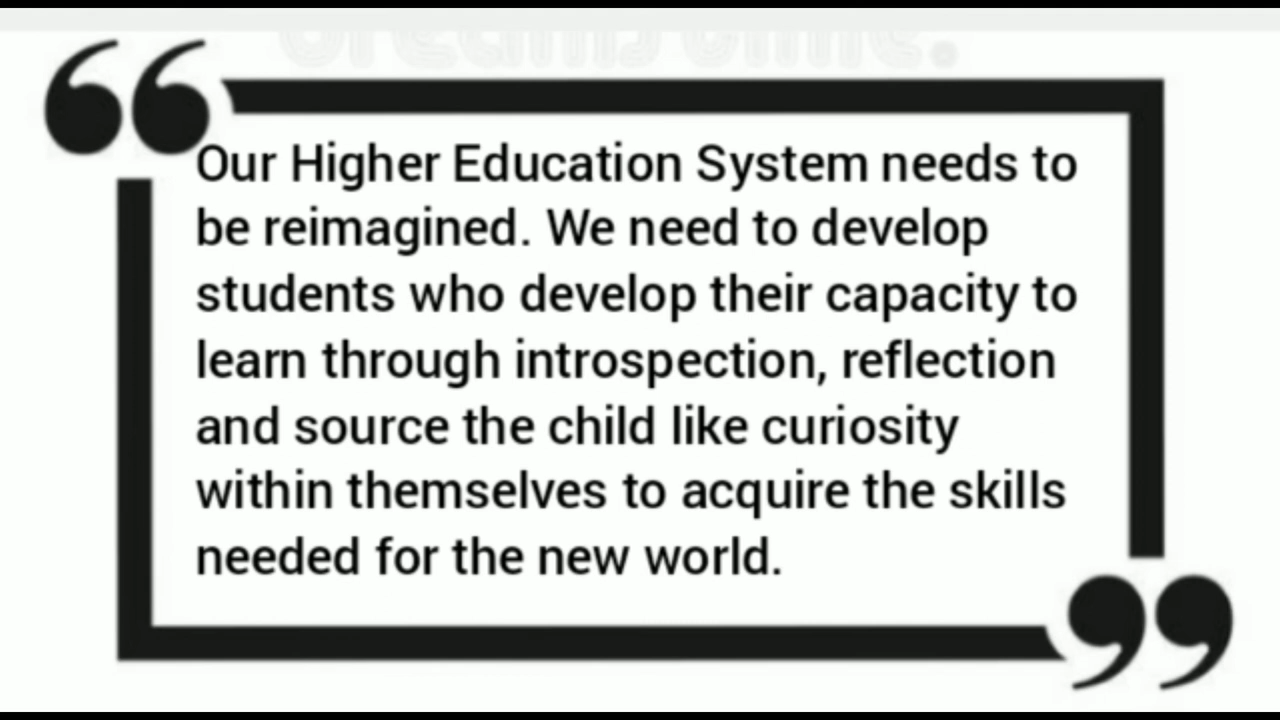 Our Higher Education System needs to
be reimagined. We need to develop
students who develop their capacity to
learn through introspection, reflection
and source the child like curiosity
within themselves to acquire the skills
needed for the new world.